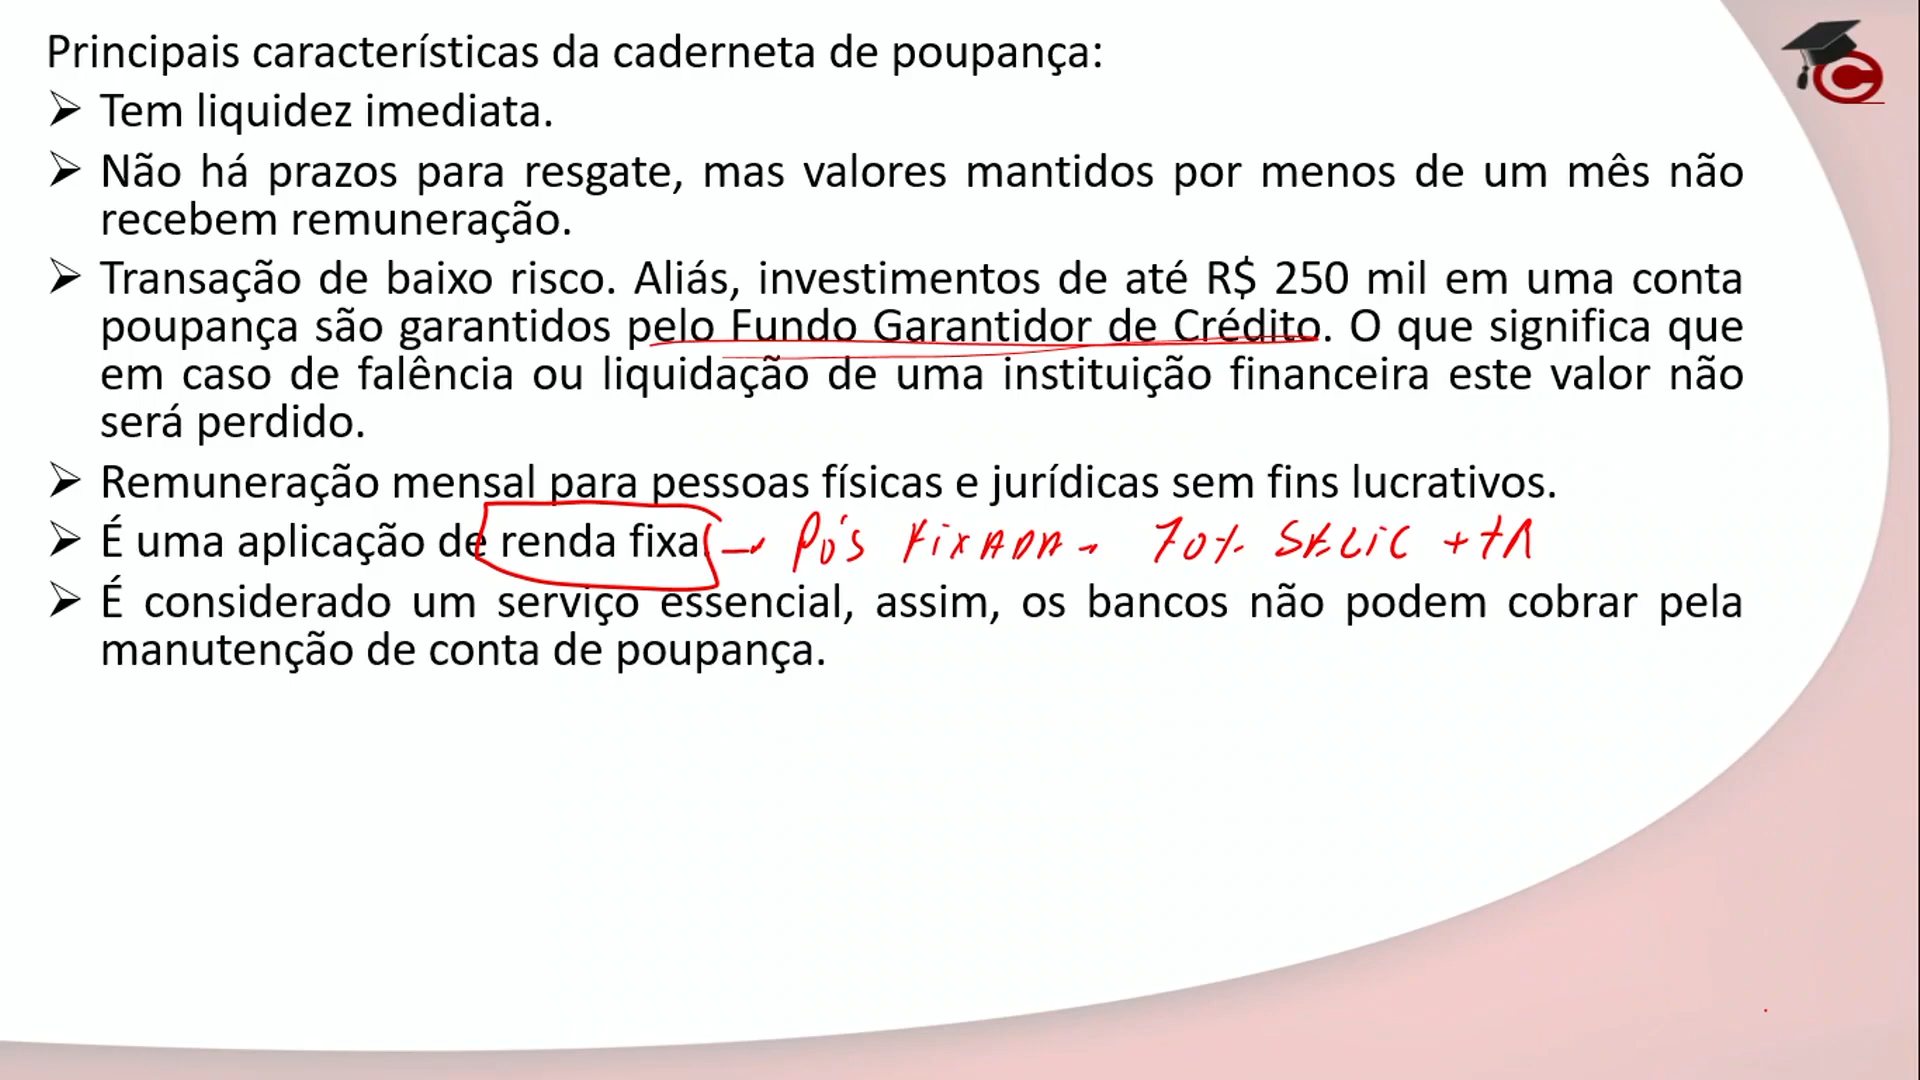 Principais características da caderneta de poupança:
➢ Tem liquidez imediata.
➢ Não há prazos para resgate, mas valores mantidos por menos de um mês não
recebem remuneração.
➢ Transação de baixo risco. Aliás, investimentos de até R$ 250 mil em uma conta
poupança são garantidos pelo Fundo Garantidor de Crédito. O que significa que
em caso de falência ou liquidação de uma instituição financeira este valor não
será perdido.
➢ Remuneração mensal para pessoas físicas e jurídicas sem fins lucrativos.
➢ É uma aplicação de renda fixa. → PÓS FIXADA - 70% SELIC + TR
➢ É considerado um serviço essencial, assim, os bancos não podem cobrar pela
manutenção de conta de poupança.